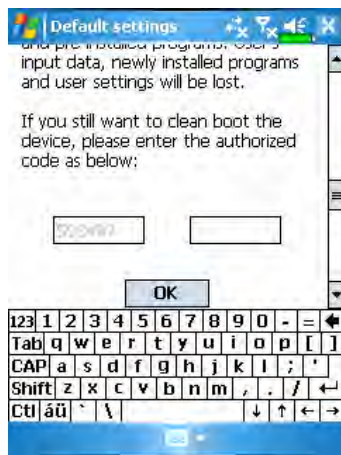 Default settings
and pre installed programs. User's
input data, newly installed programs
and user settings will be lost.
If you still want to clean boot the
device, please enter the authorized
code as below:
OK
123 1 2 3 4 5 6 7 8 9 0 - =
Tab q w e r t y u i o p [ ]
CAP a s d f g h j k l ; '
Shift z x c v b n m , . /
Ctl áü ` \